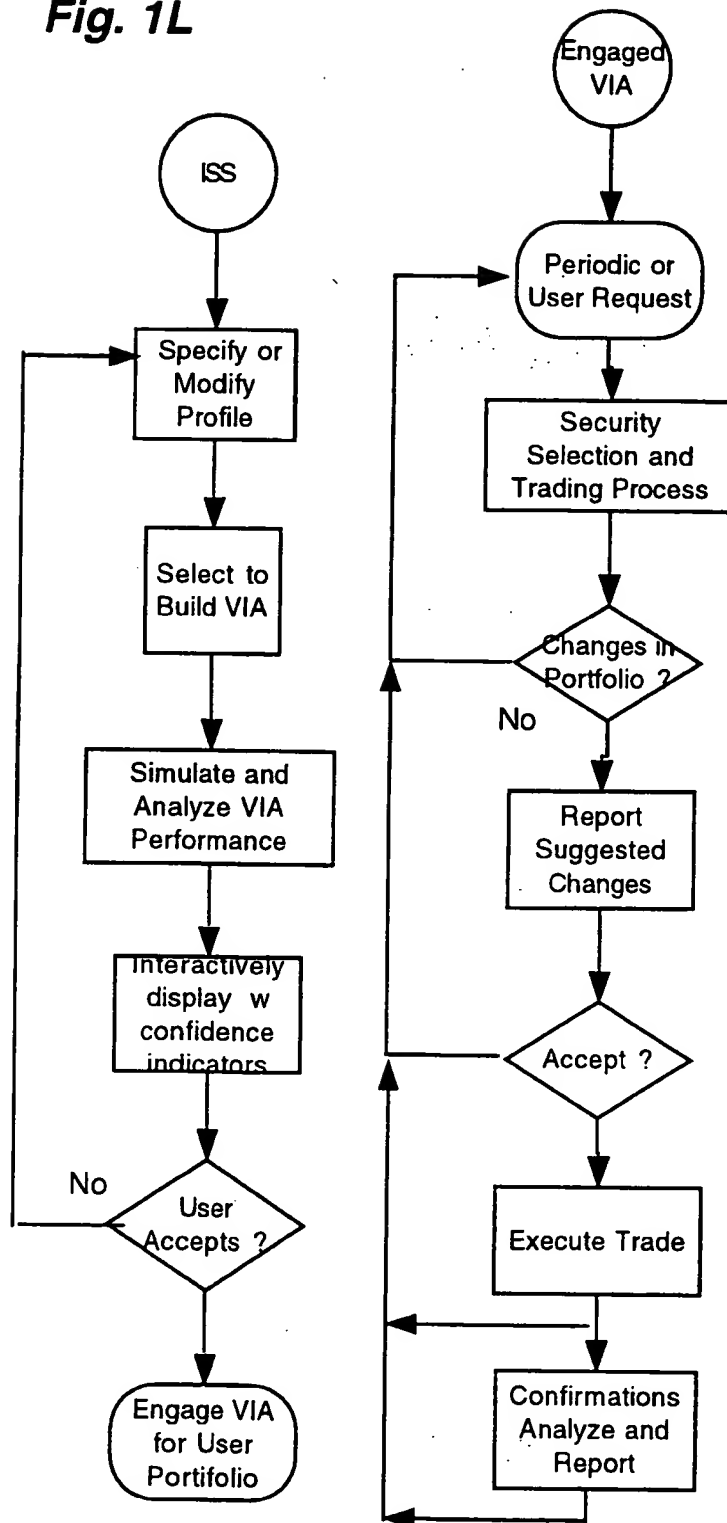 Fig. 1L
ISS
Specify or
Modify
Profile
Select to
Build VIA
Simulate and
Analyze VIA
Performance
Interactively
display w
confidence
indicators
No
User
Accepts ?
Engage VIA
for User
Portifolio
Engaged
VIA
Periodic or
User Request
Security
Selection and
Trading Process
Changes in
Portfolio ?
No
Report
Suggested
Changes
Accept ?
Execute Trade
Confirmations
Analyze and
Report